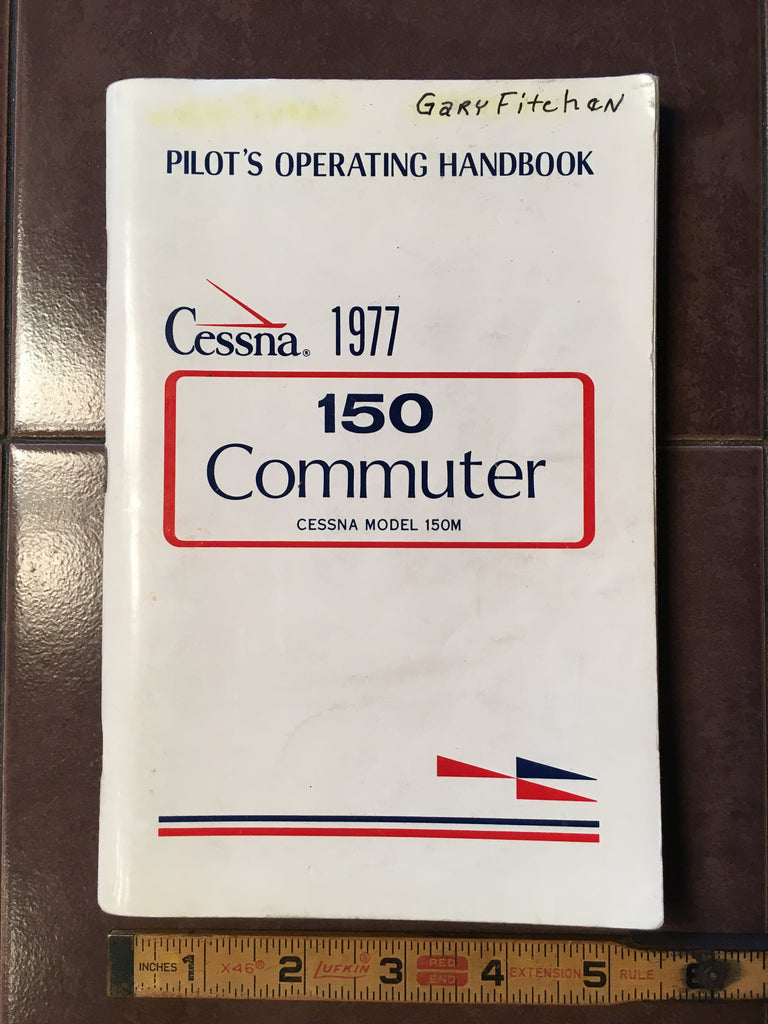 Gary Fitchen
PILOT'S OPERATING HANDBOOK
Cessna® 1977
150
Commuter
CESSNA MODEL 150M
INCHES 1 X46® 2 LUFKIN® 3 RED END 4 EXTENSION 5 RULE 6